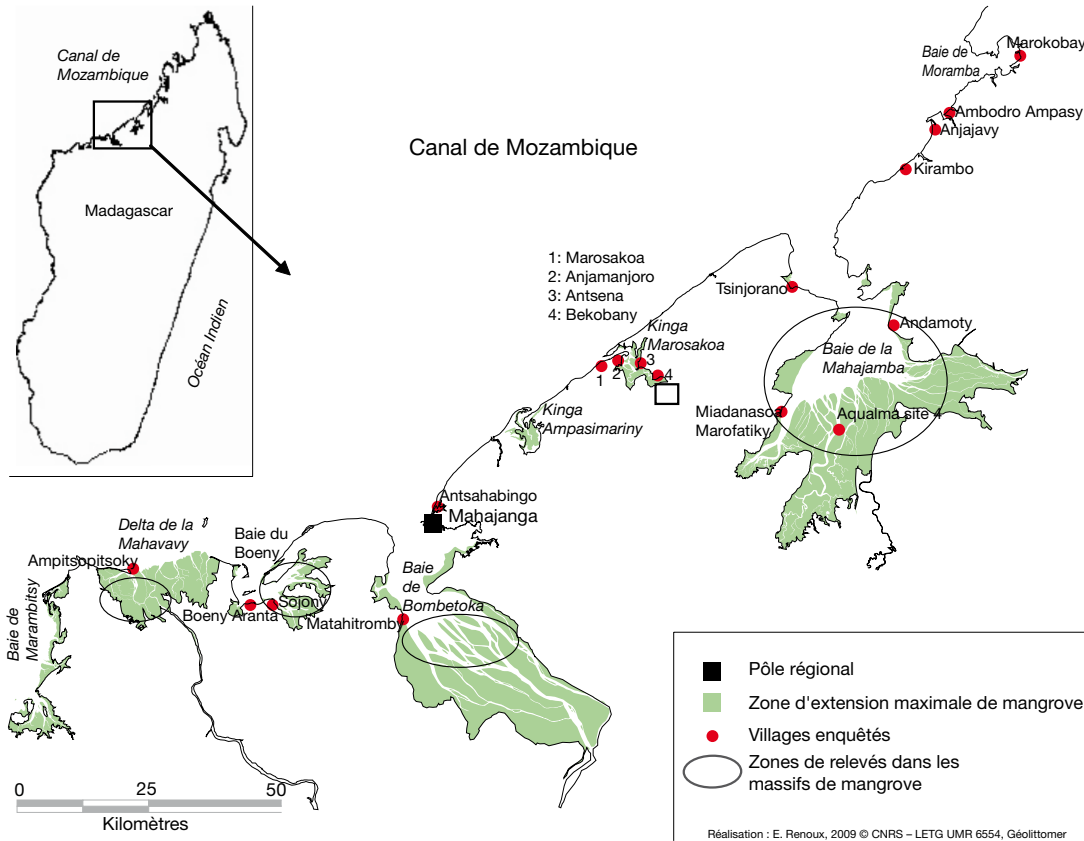 Canal de
Mozambique
Madagascar
Océan Indien
Canal de Mozambique
Baie de
Moramba
Marokobay
Ambodro Ampasy
Anjajavy
Kirambo
1: Marosakoa
2: Anjamanjoro
3: Antsena
4: Bekobany
Tsinjorano
Kinga
Marosakoa
1
2
3
4
Andamoty
Baie de la
Mahajamba
Miadanasoa
Marofatiky
Aqualma site 4
Kinga
Ampasimariny
Antsahabingo
Mahajanga
Delta de la
Mahavavy
Baie du
Boeny
Ampitsopitsoky
Baie de
Marambitsy
Boeny Aranta
Sojony
Baie
de
Bombetoka
Matahitromb
0
25
50
Kilomètres
Pôle régional
Zone d'extension maximale de mangrove
Villages enquêtés
Zones de relevés dans les
massifs de mangrove
Réalisation : E. Renoux, 2009 © CNRS – LETG UMR 6554, Géolittomer